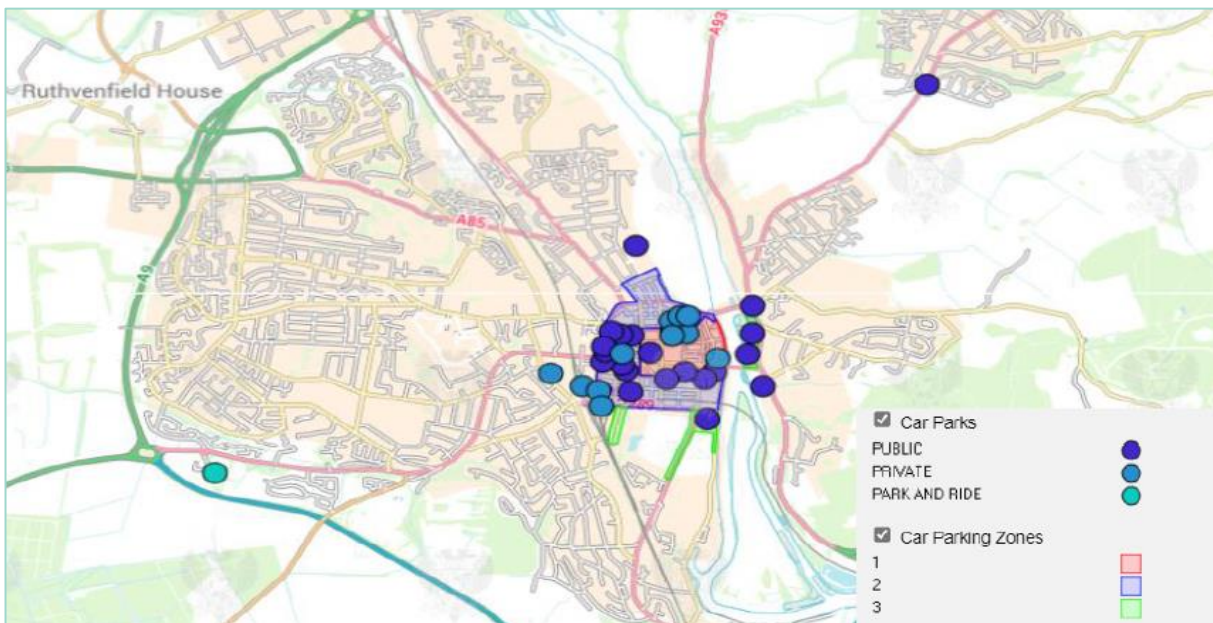 A93
Ruthvenfield House
A85
A9
Car Parks
PUBLIC
PRIVATE
PARK AND RIDE
Car Parking Zones
1
2
3